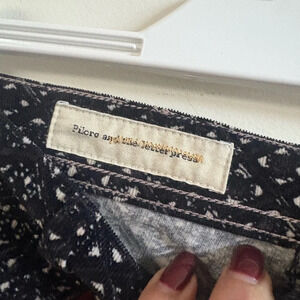 Pilcro and the letterpress